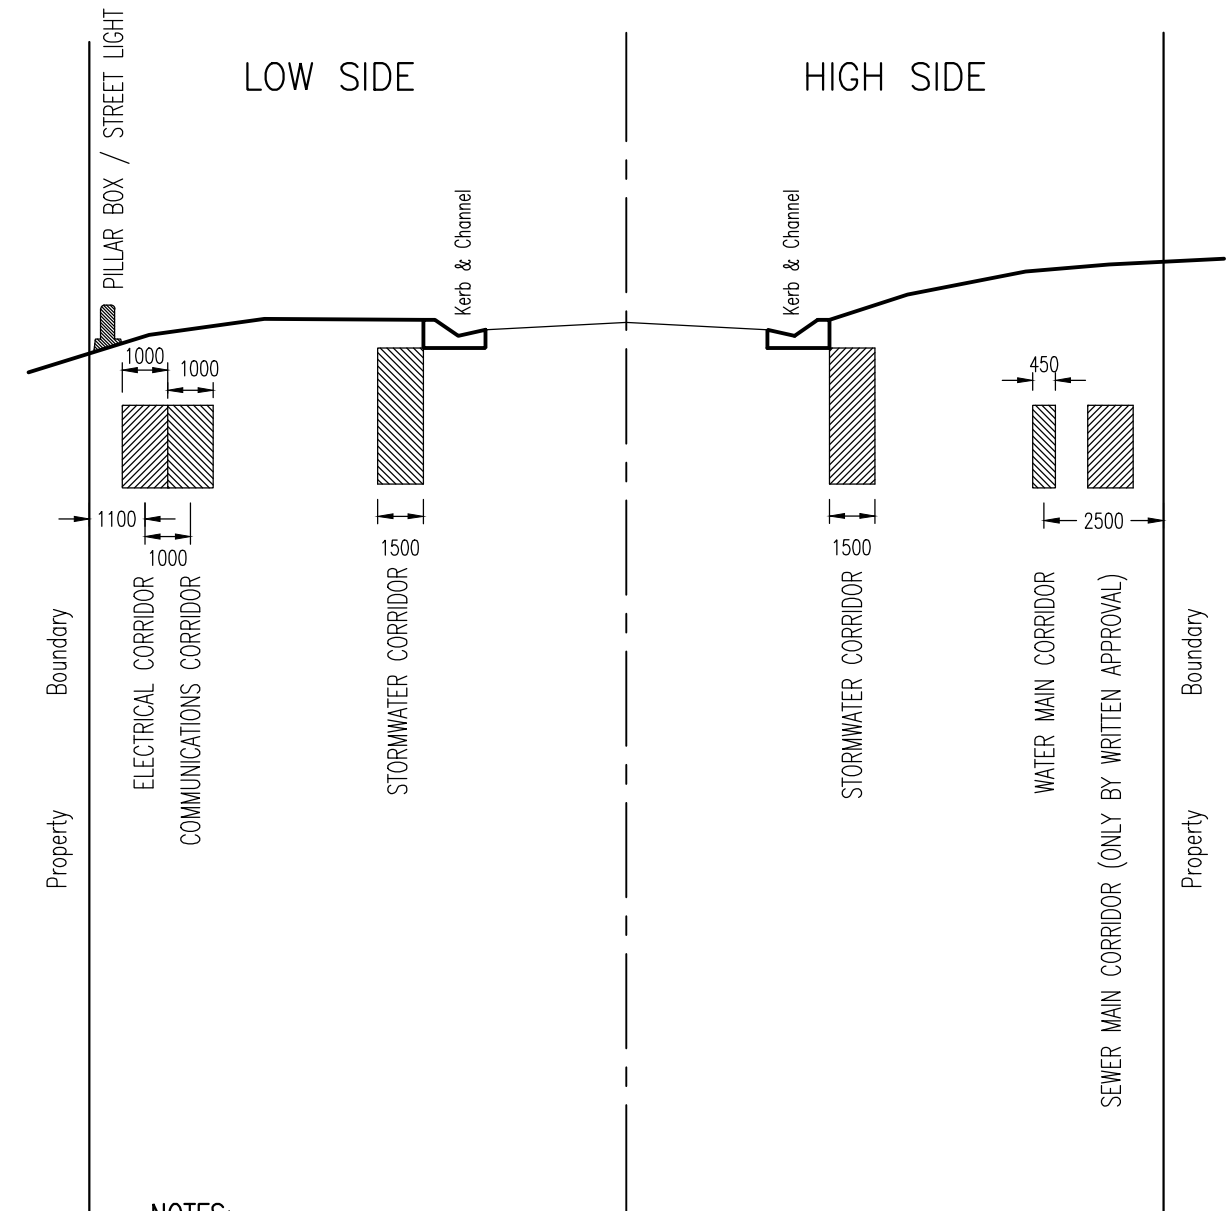 LOW SIDE
HIGH SIDE
PILLAR BOX / STREET LIGHT
Kerb & Channel
Kerb & Channel
1000
1000
450
1100
1000
1500
1500
2500
ELECTRICAL CORRIDOR
COMMUNICATIONS CORRIDOR
STORMWATER CORRIDOR
STORMWATER CORRIDOR
WATER MAIN CORRIDOR
SEWER MAIN CORRIDOR (ONLY BY WRITTEN APPROVAL)
Property Boundary
Property Boundary
NOTES: